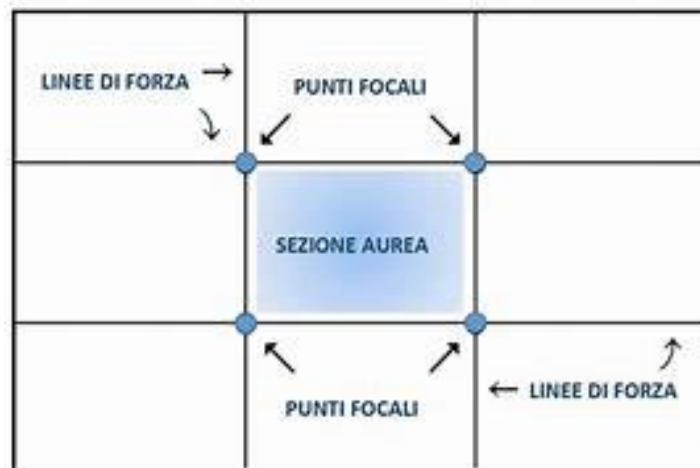 LINEE DI FORZA
PUNTI FOCALI
SEZIONE AUREA
PUNTI FOCALI
LINEE DI FORZA